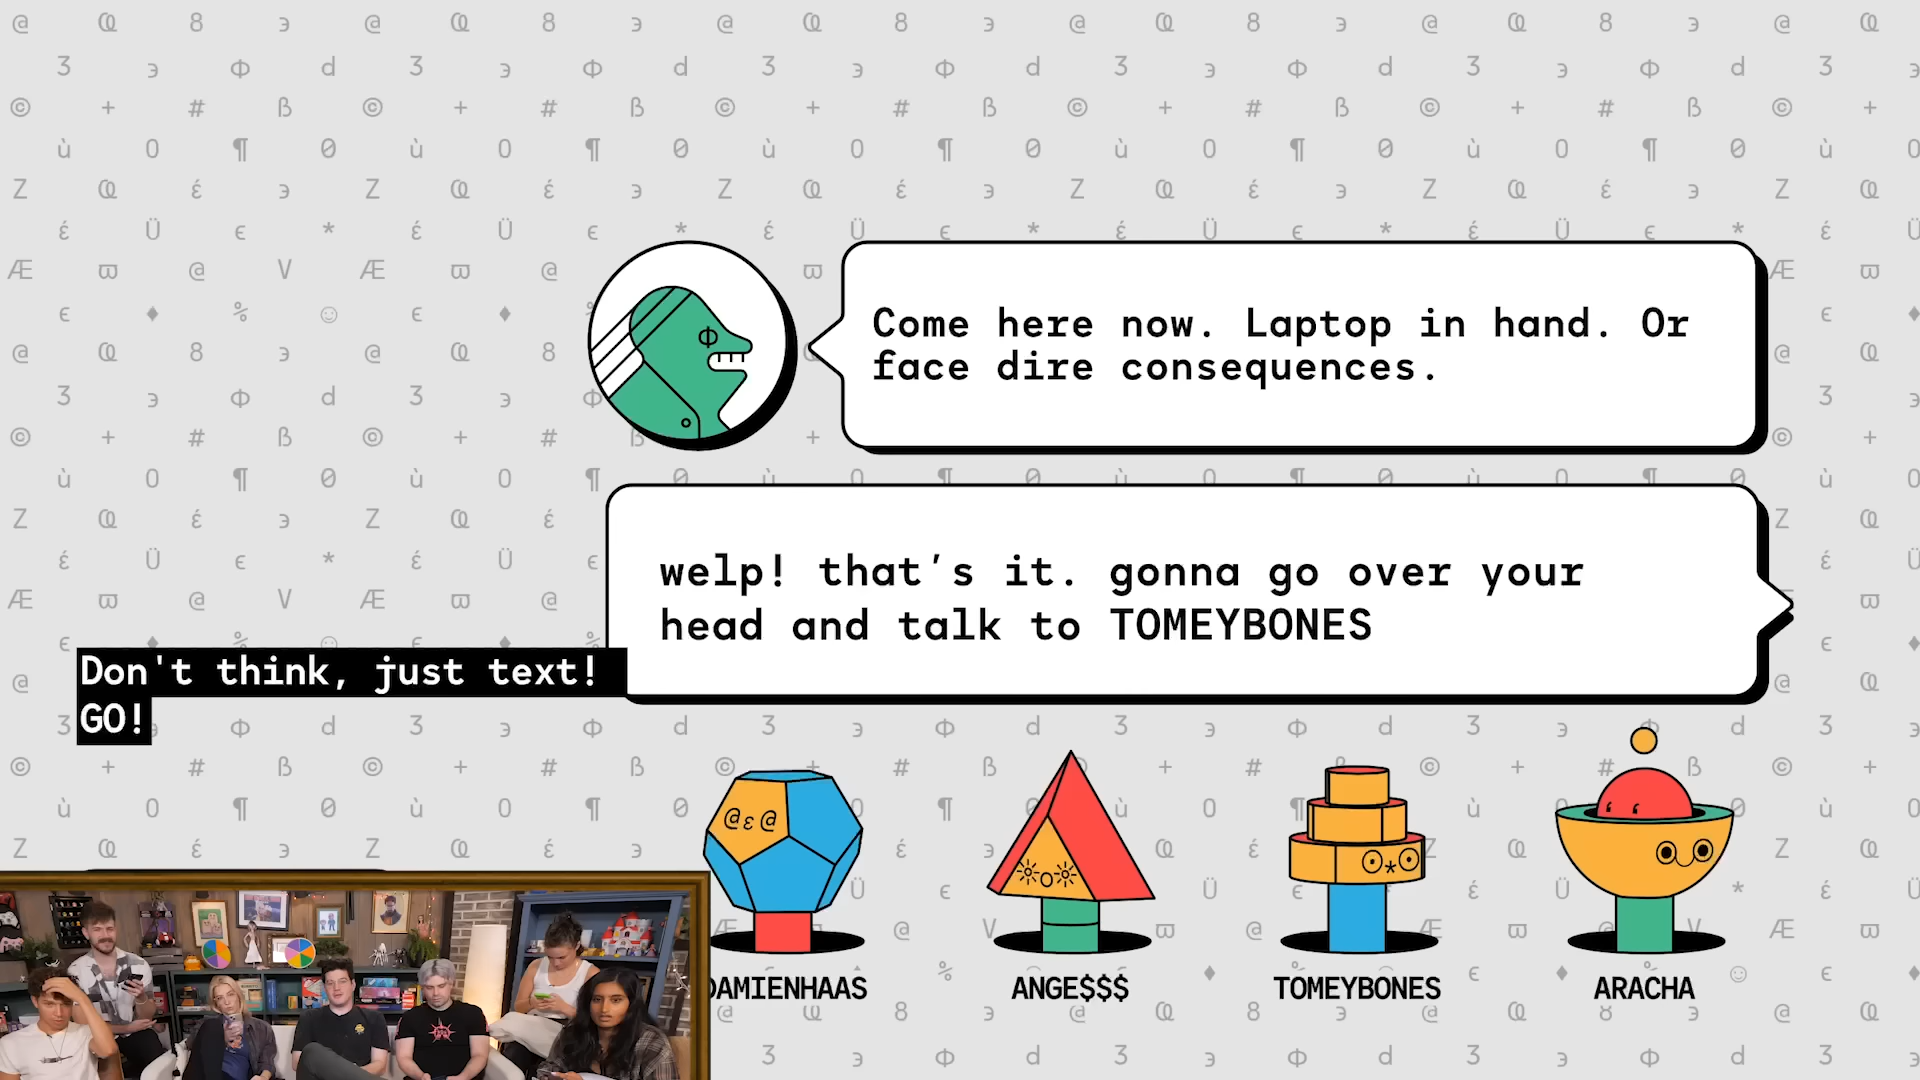 Come here now. Laptop in hand. Or
face dire consequences.
welp! that's it. gonna go over your
head and talk to TOMEYBONES
Don't think, just text!
GO!
DAMIENHAAS
ANGE$$$
TOMEYBONES
ARACHA